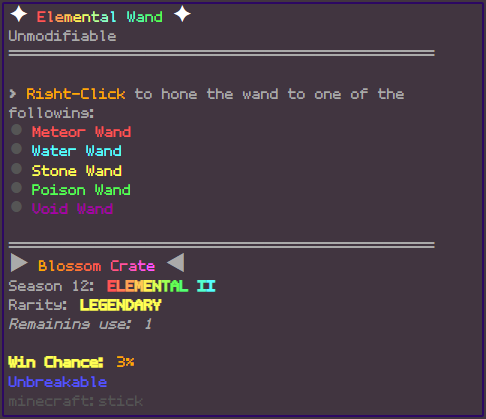 ✦ Elemental Wand ✦
Unmodifiable
› Right-Click to hone the wand to one of the
following:
● Meteor Wand
● Water Wand
● Stone Wand
● Poison Wand
● Void Wand
▶ Blossom Crate ◀
Season 12: ELEMENTAL II
Rarity: LEGENDARY
Remaining use: 1
Win Chance: 3%
Unbreakable
minecraft:stick